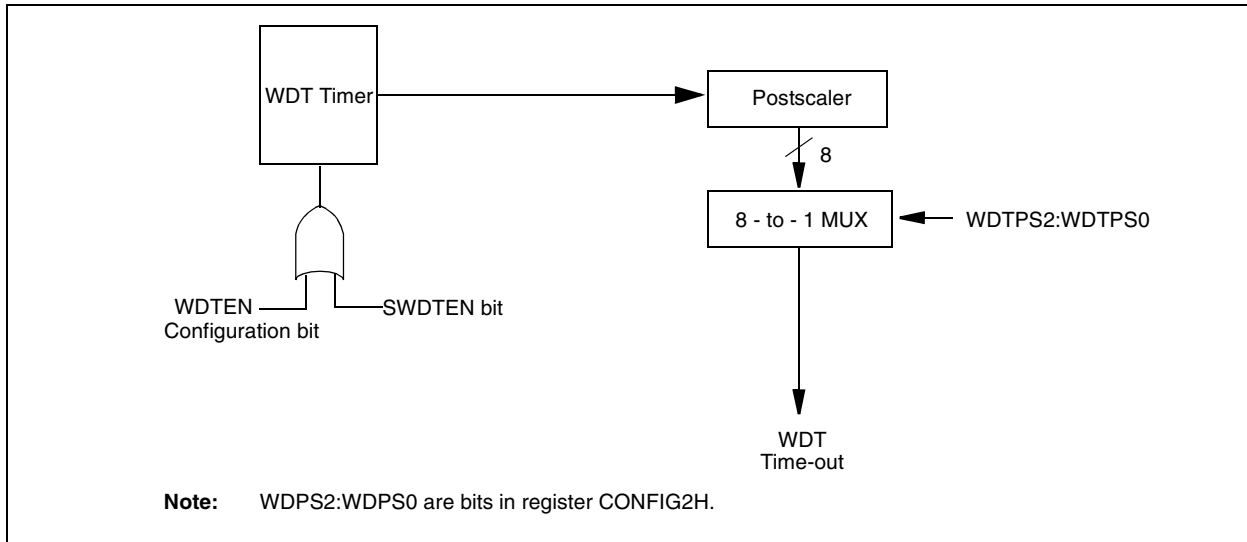 WDT Timer
Postscaler
8
8 - to - 1 MUX
WDTPS2:WDTPS0
WDTEN
Configuration bit
SWDTEN bit
WDT
Time-out
Note: WDPS2:WDPS0 are bits in register CONFIG2H.